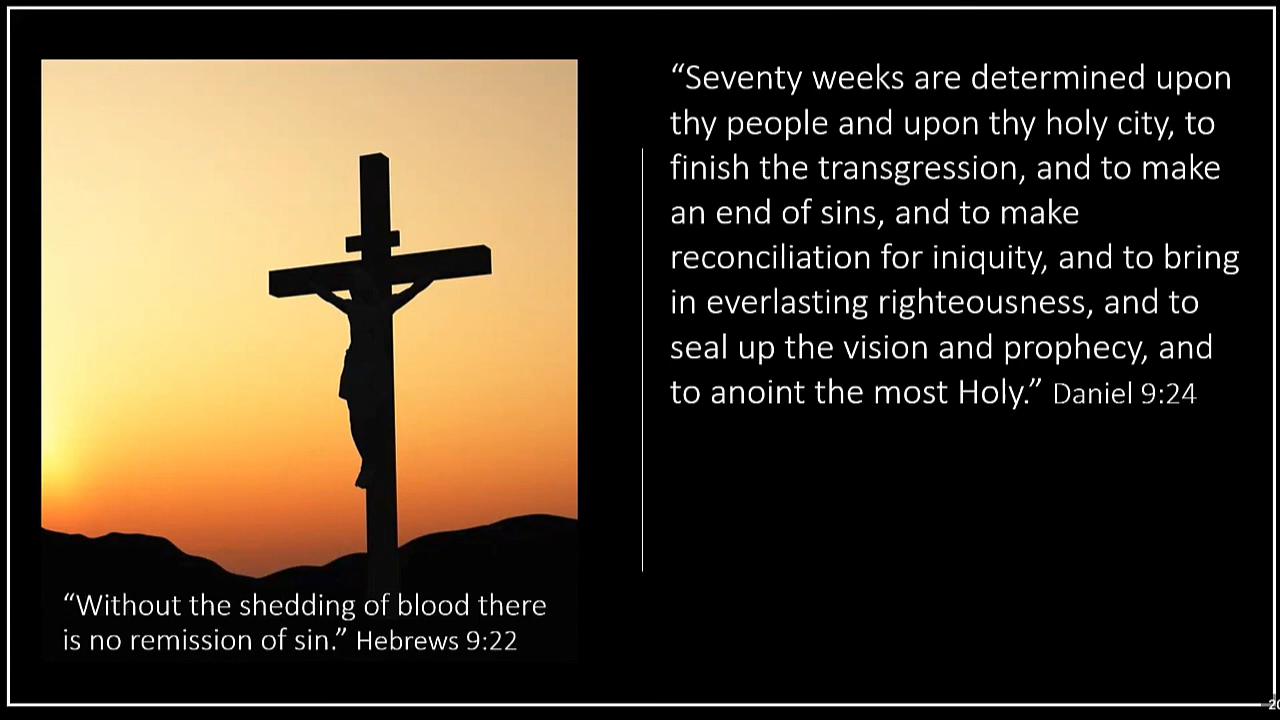 “Seventy weeks are determined upon
thy people and upon thy holy city, to
finish the transgression, and to make
an end of sins, and to make
reconciliation for iniquity, and to bring
in everlasting righteousness, and to
seal up the vision and prophecy, and
to anoint the most Holy.” Daniel 9:24
“Without the shedding of blood there
is no remission of sin.” Hebrews 9:22